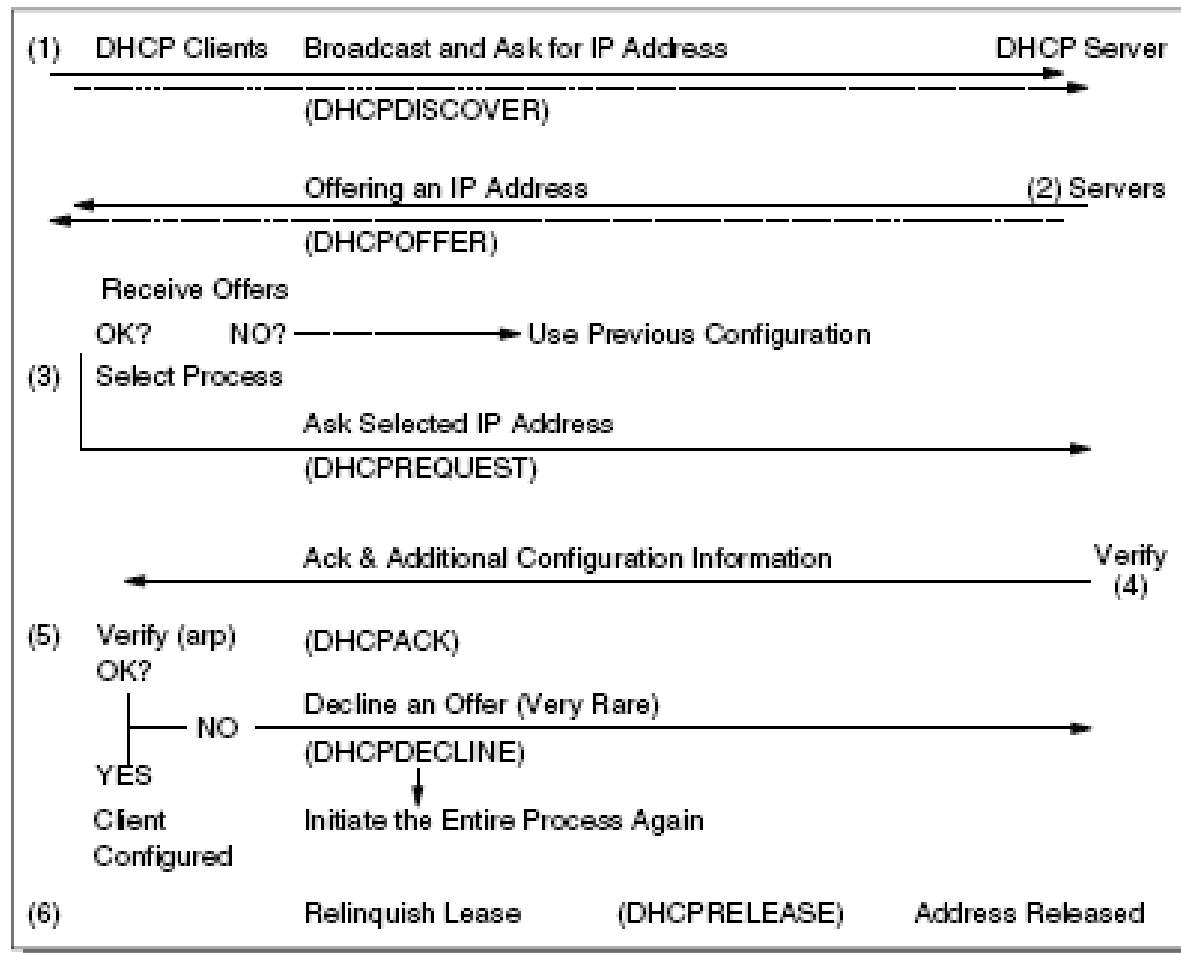 (1) DHCP Clients Broadcast and Ask for IP Address DHCP Server
(DHCPDISCOVER)
Offering an IP Address (2) Servers
(DHCPOFFER)
Receive Offers
OK? NO? Use Previous Configuration
(3) Select Process
Ask Selected IP Address
(DHCPREQUEST)
Ack & Additional Configuration Information Verify
(4)
(5) Verify (arp) (DHCPACK)
OK?
Decline an Offer (Very Rare)
NO
(DHCPDECLINE)
YES
Client Initiate the Entire Process Again
Configured
(6) Relinquish Lease (DHCPRELEASE) Address Released